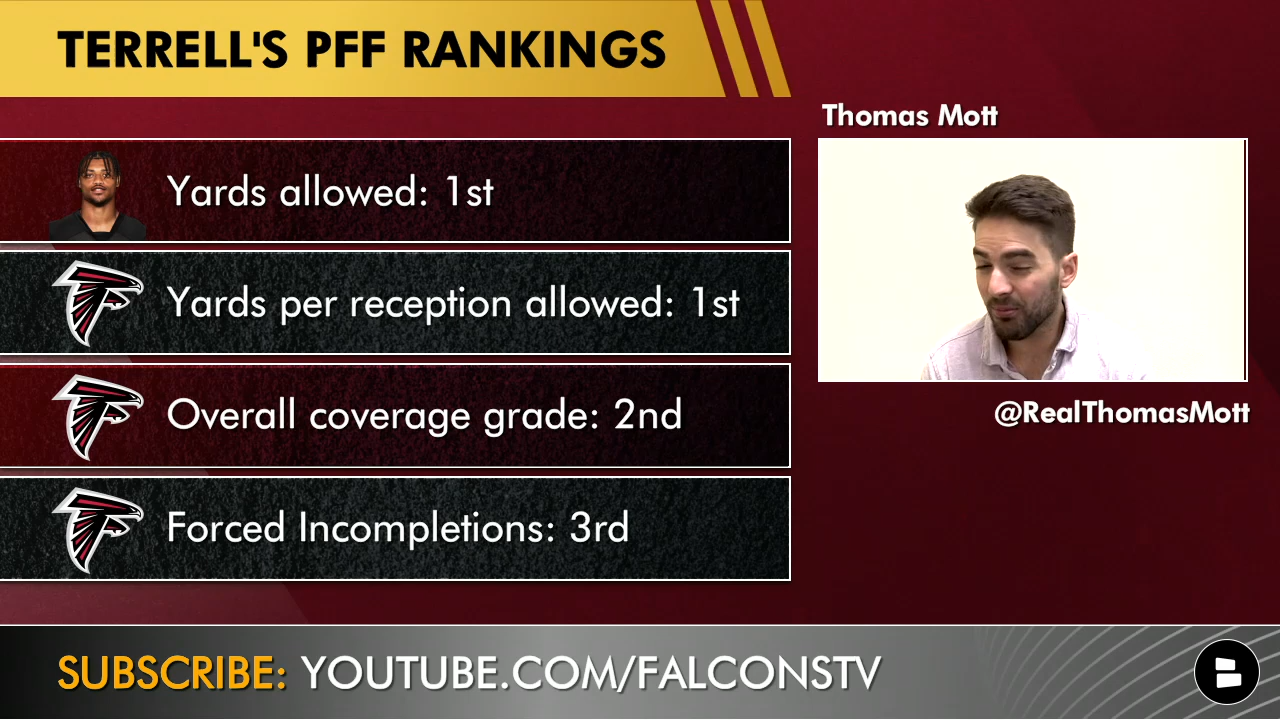 TERRELL'S PFF RANKINGS
Thomas Mott
Yards allowed: 1st
Yards per reception allowed: 1st
Overall coverage grade: 2nd
Forced Incompletions: 3rd
@RealThomasMott
SUBSCRIBE: YOUTUBE.COM/FALCONSTV